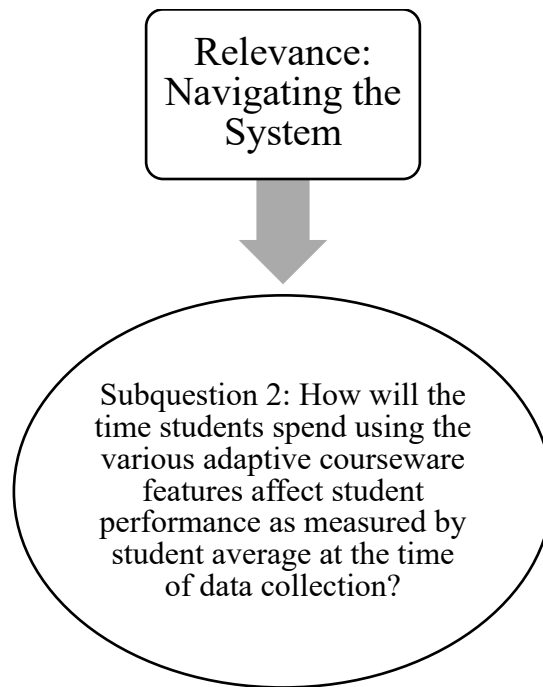 Relevance:
Navigating the
System
Subquestion 2: How will the
time students spend using the
various adaptive courseware
features affect student
performance as measured by
student average at the time
of data collection?